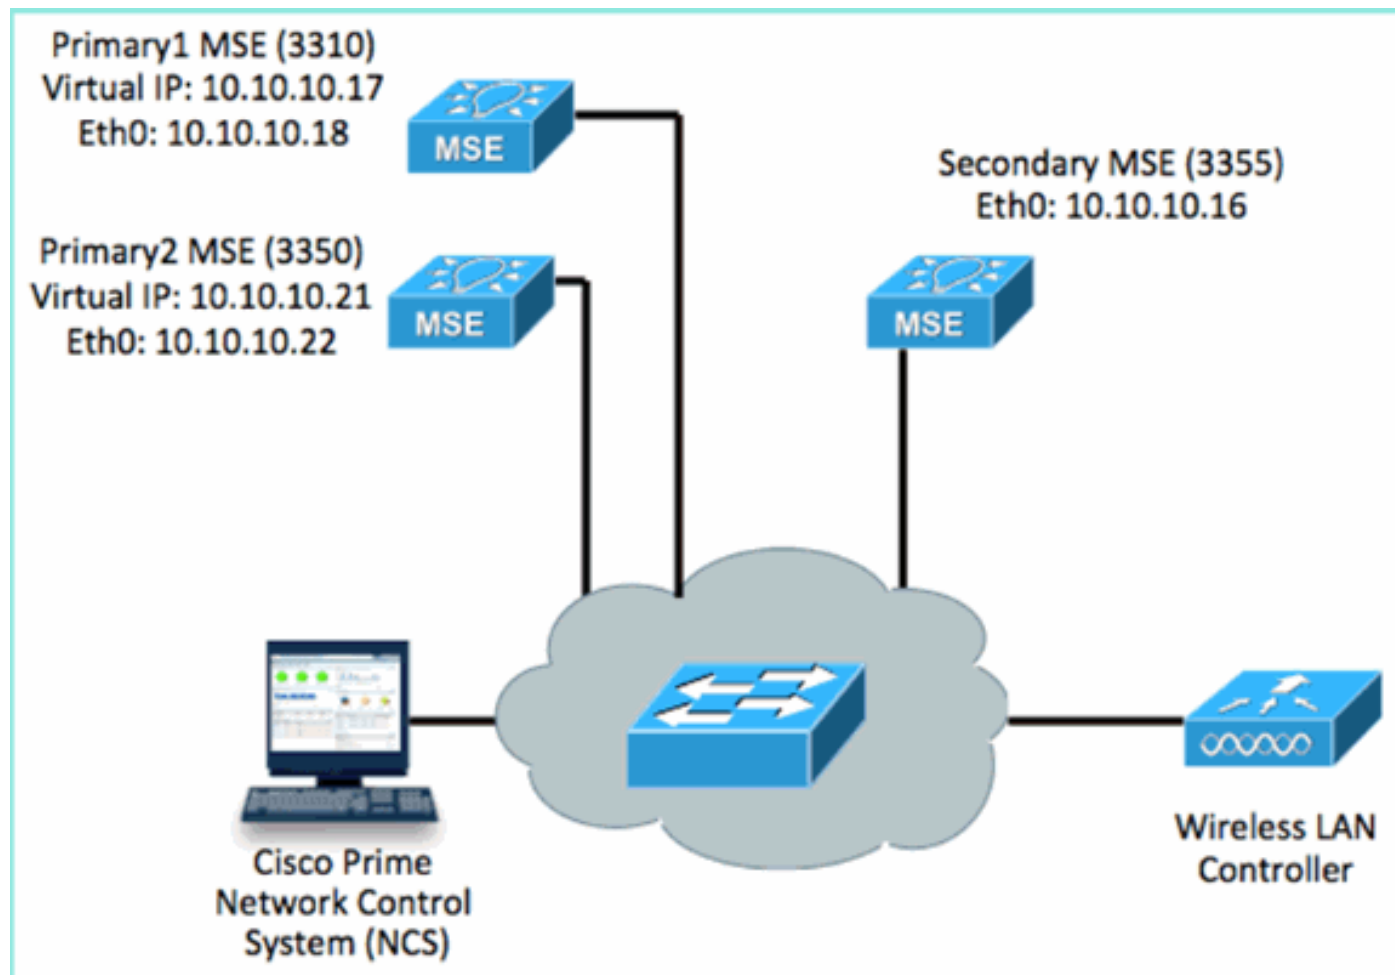 Primary1 MSE (3310)
Virtual IP: 10.10.10.17
Eth0: 10.10.10.18
MSE
Secondary MSE (3355)
Eth0: 10.10.10.16
Primary2 MSE (3350)
Virtual IP: 10.10.10.21
Eth0: 10.10.10.22
MSE
MSE
Cisco Prime
Network Control
System (NCS)
Wireless LAN
Controller